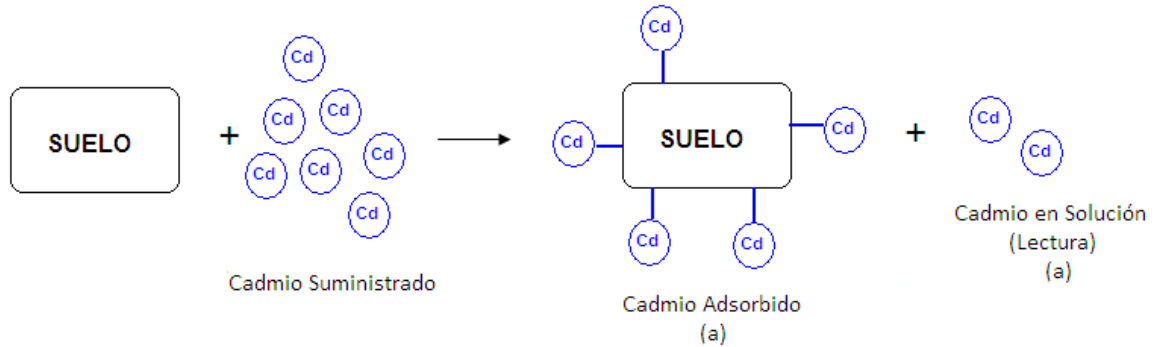 SUELO
+
Cd
Cd
Cd
Cd
Cd
Cd
Cd
Cadmio Suministrado
Cd
Cd
SUELO
Cd
Cd
Cd
Cadmio Adsorbido
(a)
+
Cd
Cd
Cadmio en Solución
(Lectura)
(a)